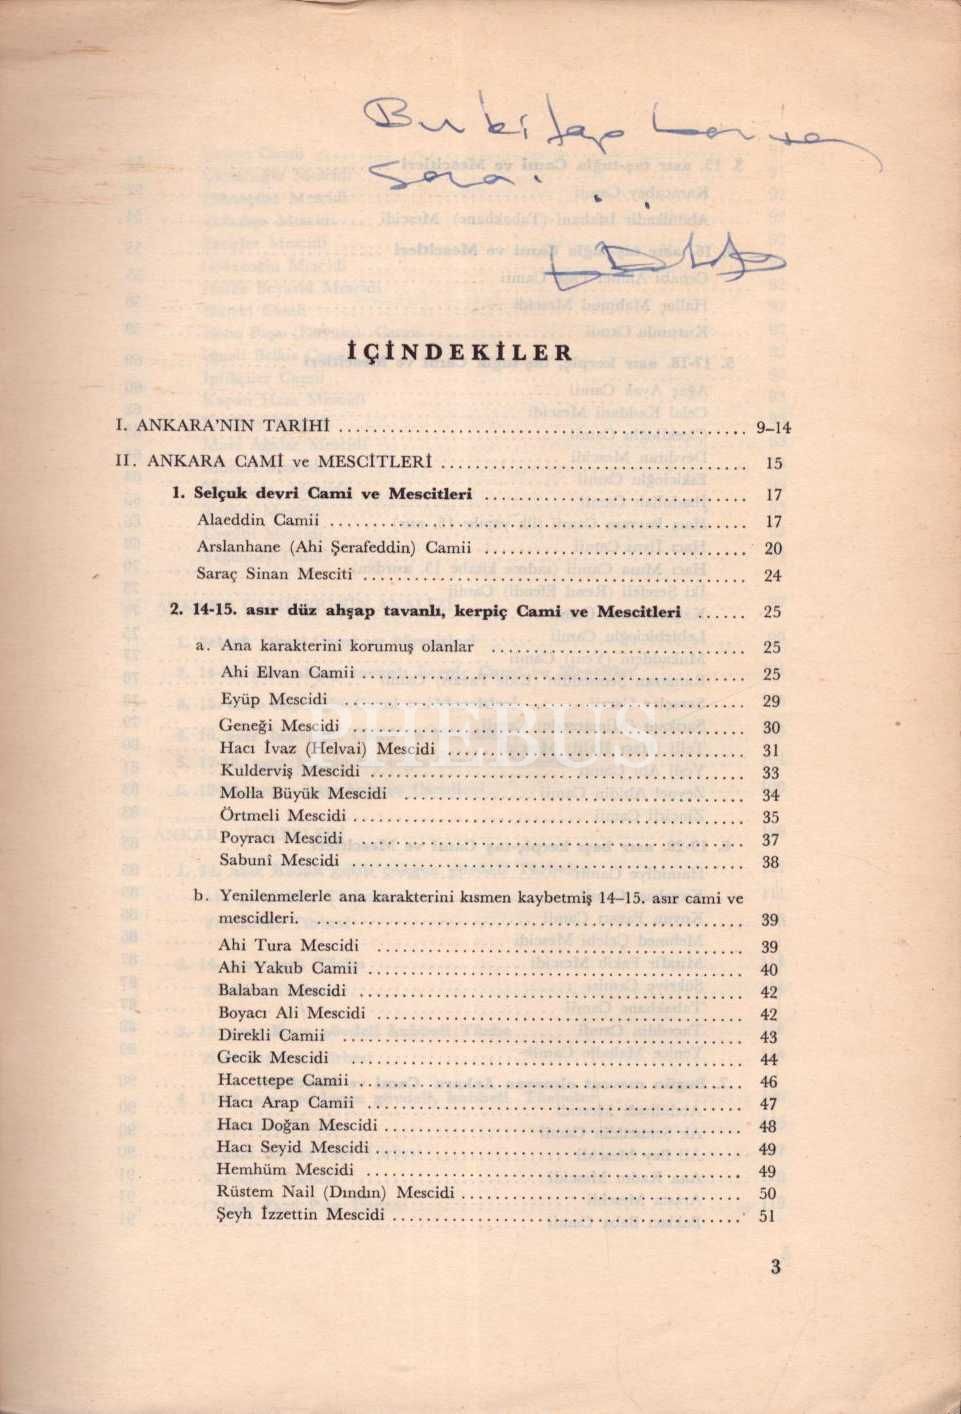 Bu kitap
İÇİNDEKİLER
I. ANKARA'NIN TARİHİ ................ 9–14
II. ANKARA CAMİ ve MESCİTLERİ ................ 15
1. Selçuk devri Cami ve Mescitleri ................ 17
Alaeddin Camii ................ 17
Arslanhane (Ahi Şerafeddin) Camii ................ 20
Saraç Sinan Mesciti ................ 24
2. 14-15. asır düz ahşap tavanlı, kerpiç Cami ve Mescitleri ...... 25
a. Ana karakterini korumuş olanlar ................ 25
Ahi Elvan Camii ................ 25
Eyüp Mescidi ................ 29
Geneği Mescidi ................ 30
Hacı İvaz (Helvai) Mescidi ................ 31
Kulderviş Mescidi ................ 33
Molla Büyük Mescidi ................ 34
Örtmeli Mescidi ................ 35
Poyracı Mescidi ................ 37
Sabunî Mescidi ................ 38
b. Yenilenmelerle ana karakterini kısmen kaybetmiş 14–15. asır cami ve
mescidleri. ................ 39
Ahi Tura Mescidi ................ 39
Ahi Yakub Camii ................ 40
Balaban Mescidi ................ 42
Boyacı Ali Mescidi ................ 42
Direkli Camii ................ 43
Gecik Mescidi ................ 44
Hacettepe Camii ................ 46
Hacı Arap Camii ................ 47
Hacı Doğan Mescidi ................ 48
Hacı Seyid Mescidi ................ 49
Hemhüm Mescidi ................ 49
Rüstem Nail (Dındın) Mescidi ................ 50
Şeyh İzzettin Mescidi ................ 51
3
PHEBUS